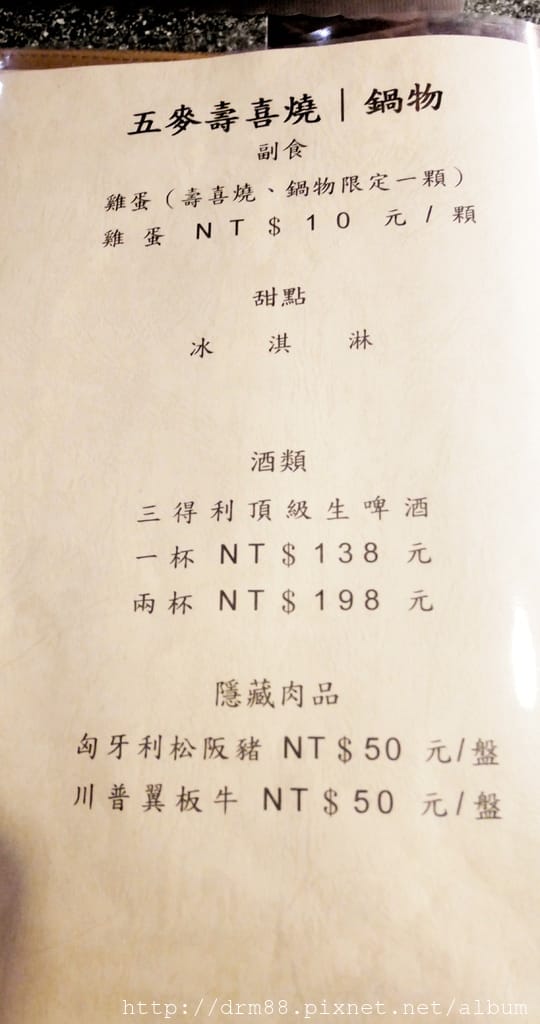 五麥壽喜燒｜鍋物
副食
雞蛋（壽喜燒、鍋物限定一顆）
雞蛋 NT$10 元/顆
甜點
冰淇淋
酒類
三得利頂級生啤酒
一杯 NT$138 元
兩杯 NT$198 元
隱藏肉品
匈牙利松阪豬 NT$50 元/盤
川普翼板牛 NT$50 元/盤
http://drm88.pixnet.net/album